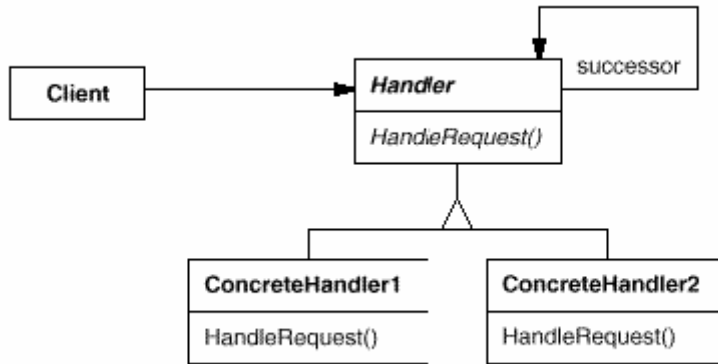 successor
Client
Handler
HandleRequest()
ConcreteHandler1
ConcreteHandler2
HandleRequest()
HandleRequest()